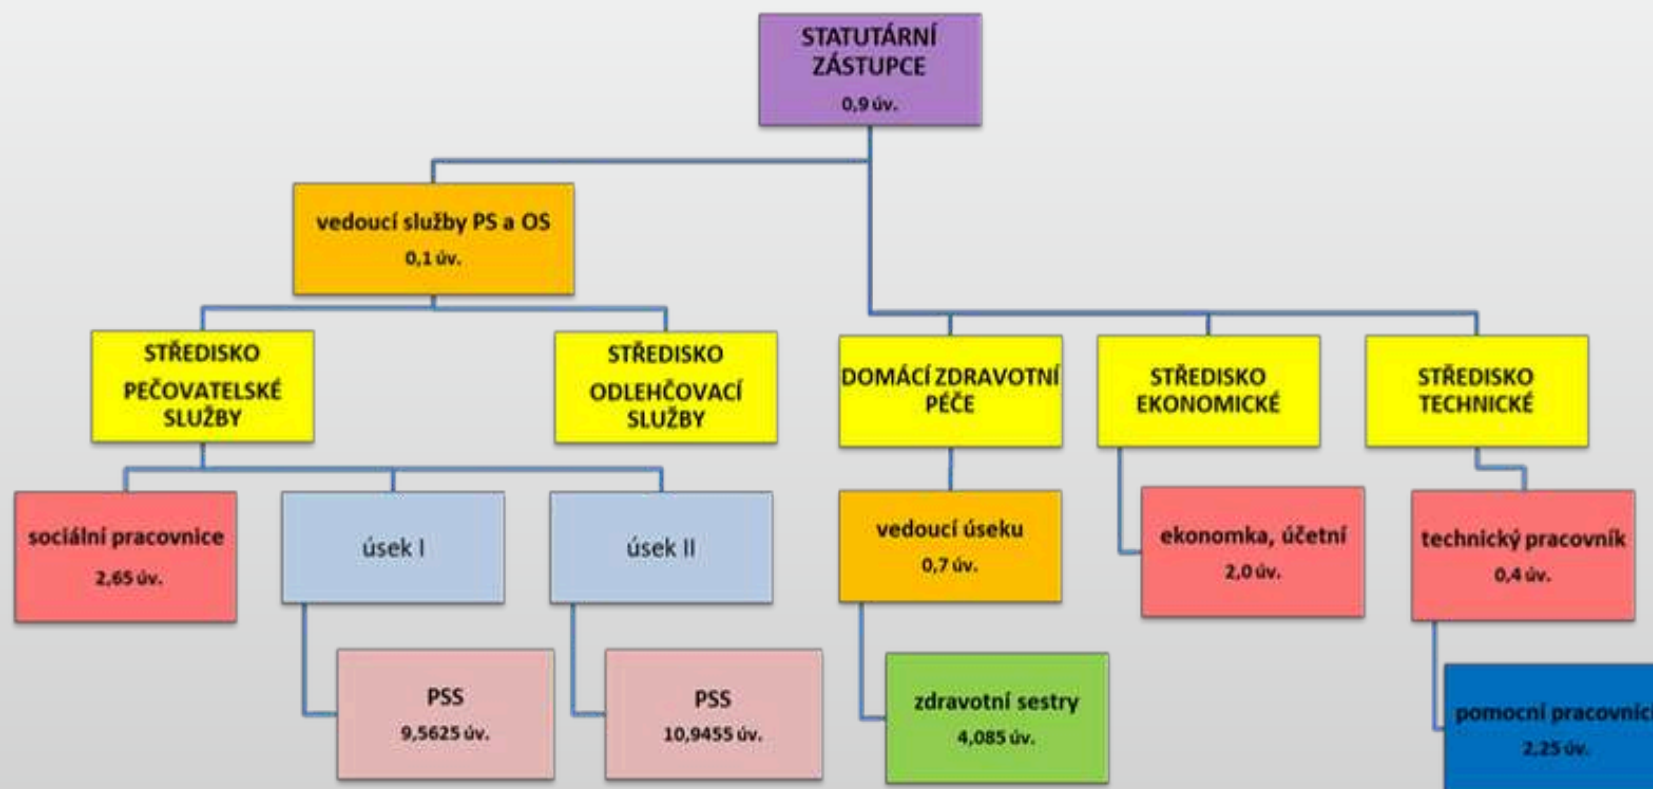 STATUTÁRNÍ
ZÁSTUPCE
0,9 úv.
vedoucí služby PS a OS
0,1 úv.
STŘEDISKO
PEČOVATELSKÉ
SLUŽBY
STŘEDISKO
ODLEHČOVACÍ
SLUŽBY
DOMÁCÍ ZDRAVOTNÍ
PÉČE
STŘEDISKO
EKONOMICKÉ
STŘEDISKO
TECHNICKÉ
sociální pracovnice
2,65 úv.
úsek I
úsek II
vedoucí úseku
0,7 úv.
ekonomka, účetní
2,0 úv.
technický pracovník
0,4 úv.
PSS
9,5625 úv.
PSS
10,9455 úv.
zdravotní sestry
4,085 úv.
pomocní pracovníci
2,25 úv.